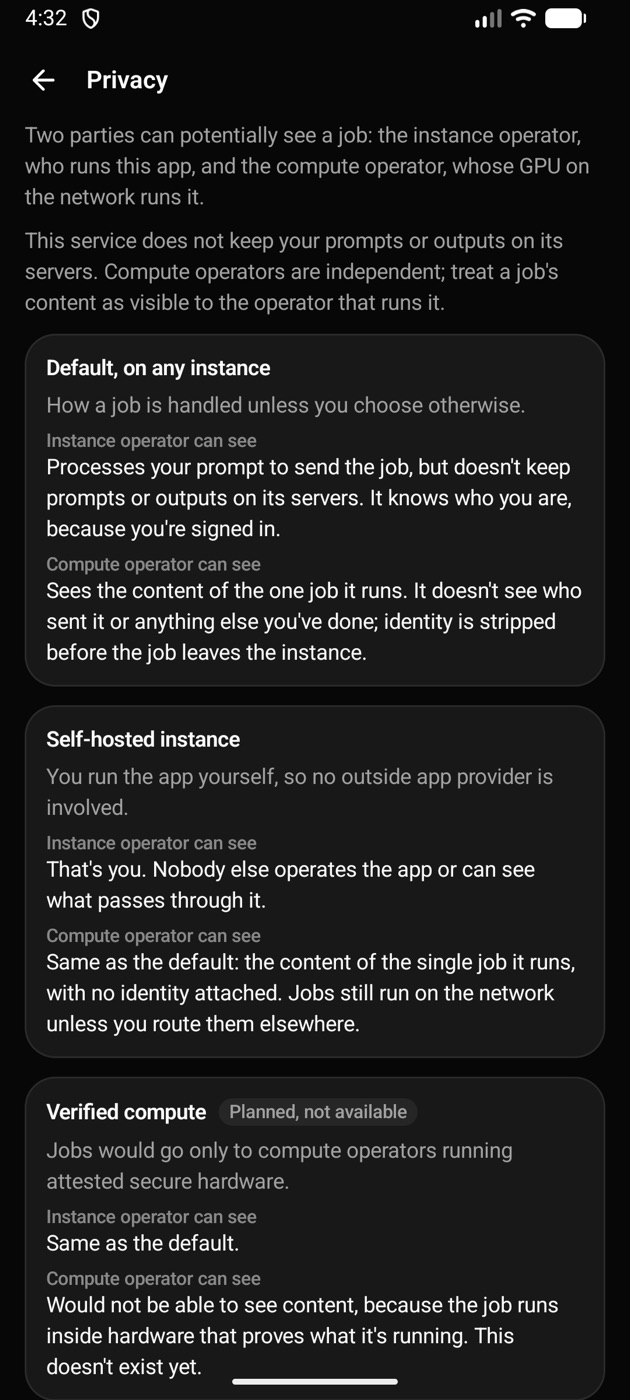 4:32
Privacy
Two parties can potentially see a job: the instance operator,
who runs this app, and the compute operator, whose GPU on
the network runs it.
This service does not keep your prompts or outputs on its
servers. Compute operators are independent; treat a job's
content as visible to the operator that runs it.
Default, on any instance
How a job is handled unless you choose otherwise.
Instance operator can see
Processes your prompt to send the job, but doesn't keep
prompts or outputs on its servers. It knows who you are,
because you're signed in.
Compute operator can see
Sees the content of the one job it runs. It doesn't see who
sent it or anything else you've done; identity is stripped
before the job leaves the instance.
Self-hosted instance
You run the app yourself, so no outside app provider is
involved.
Instance operator can see
That's you. Nobody else operates the app or can see
what passes through it.
Compute operator can see
Same as the default: the content of the single job it runs,
with no identity attached. Jobs still run on the network
unless you route them elsewhere.
Verified compute Planned, not available
Jobs would go only to compute operators running
attested secure hardware.
Instance operator can see
Same as the default.
Compute operator can see
Would not be able to see content, because the job runs
inside hardware that proves what it's running. This
doesn't exist yet.